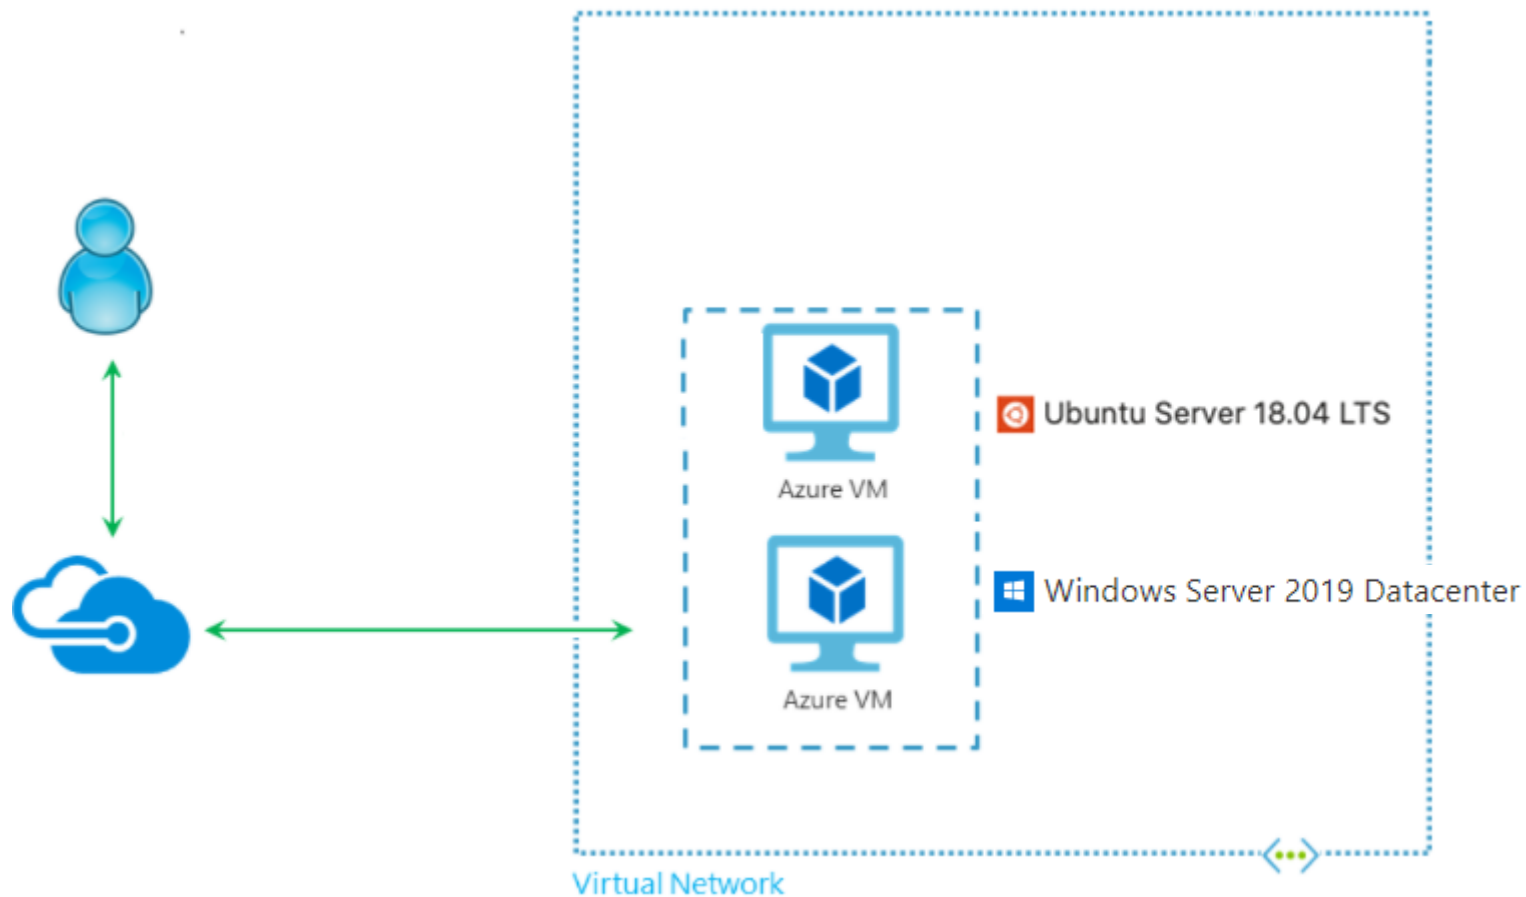 Ubuntu Server 18.04 LTS
Azure VM
Windows Server 2019 Datacenter
Azure VM
Virtual Network